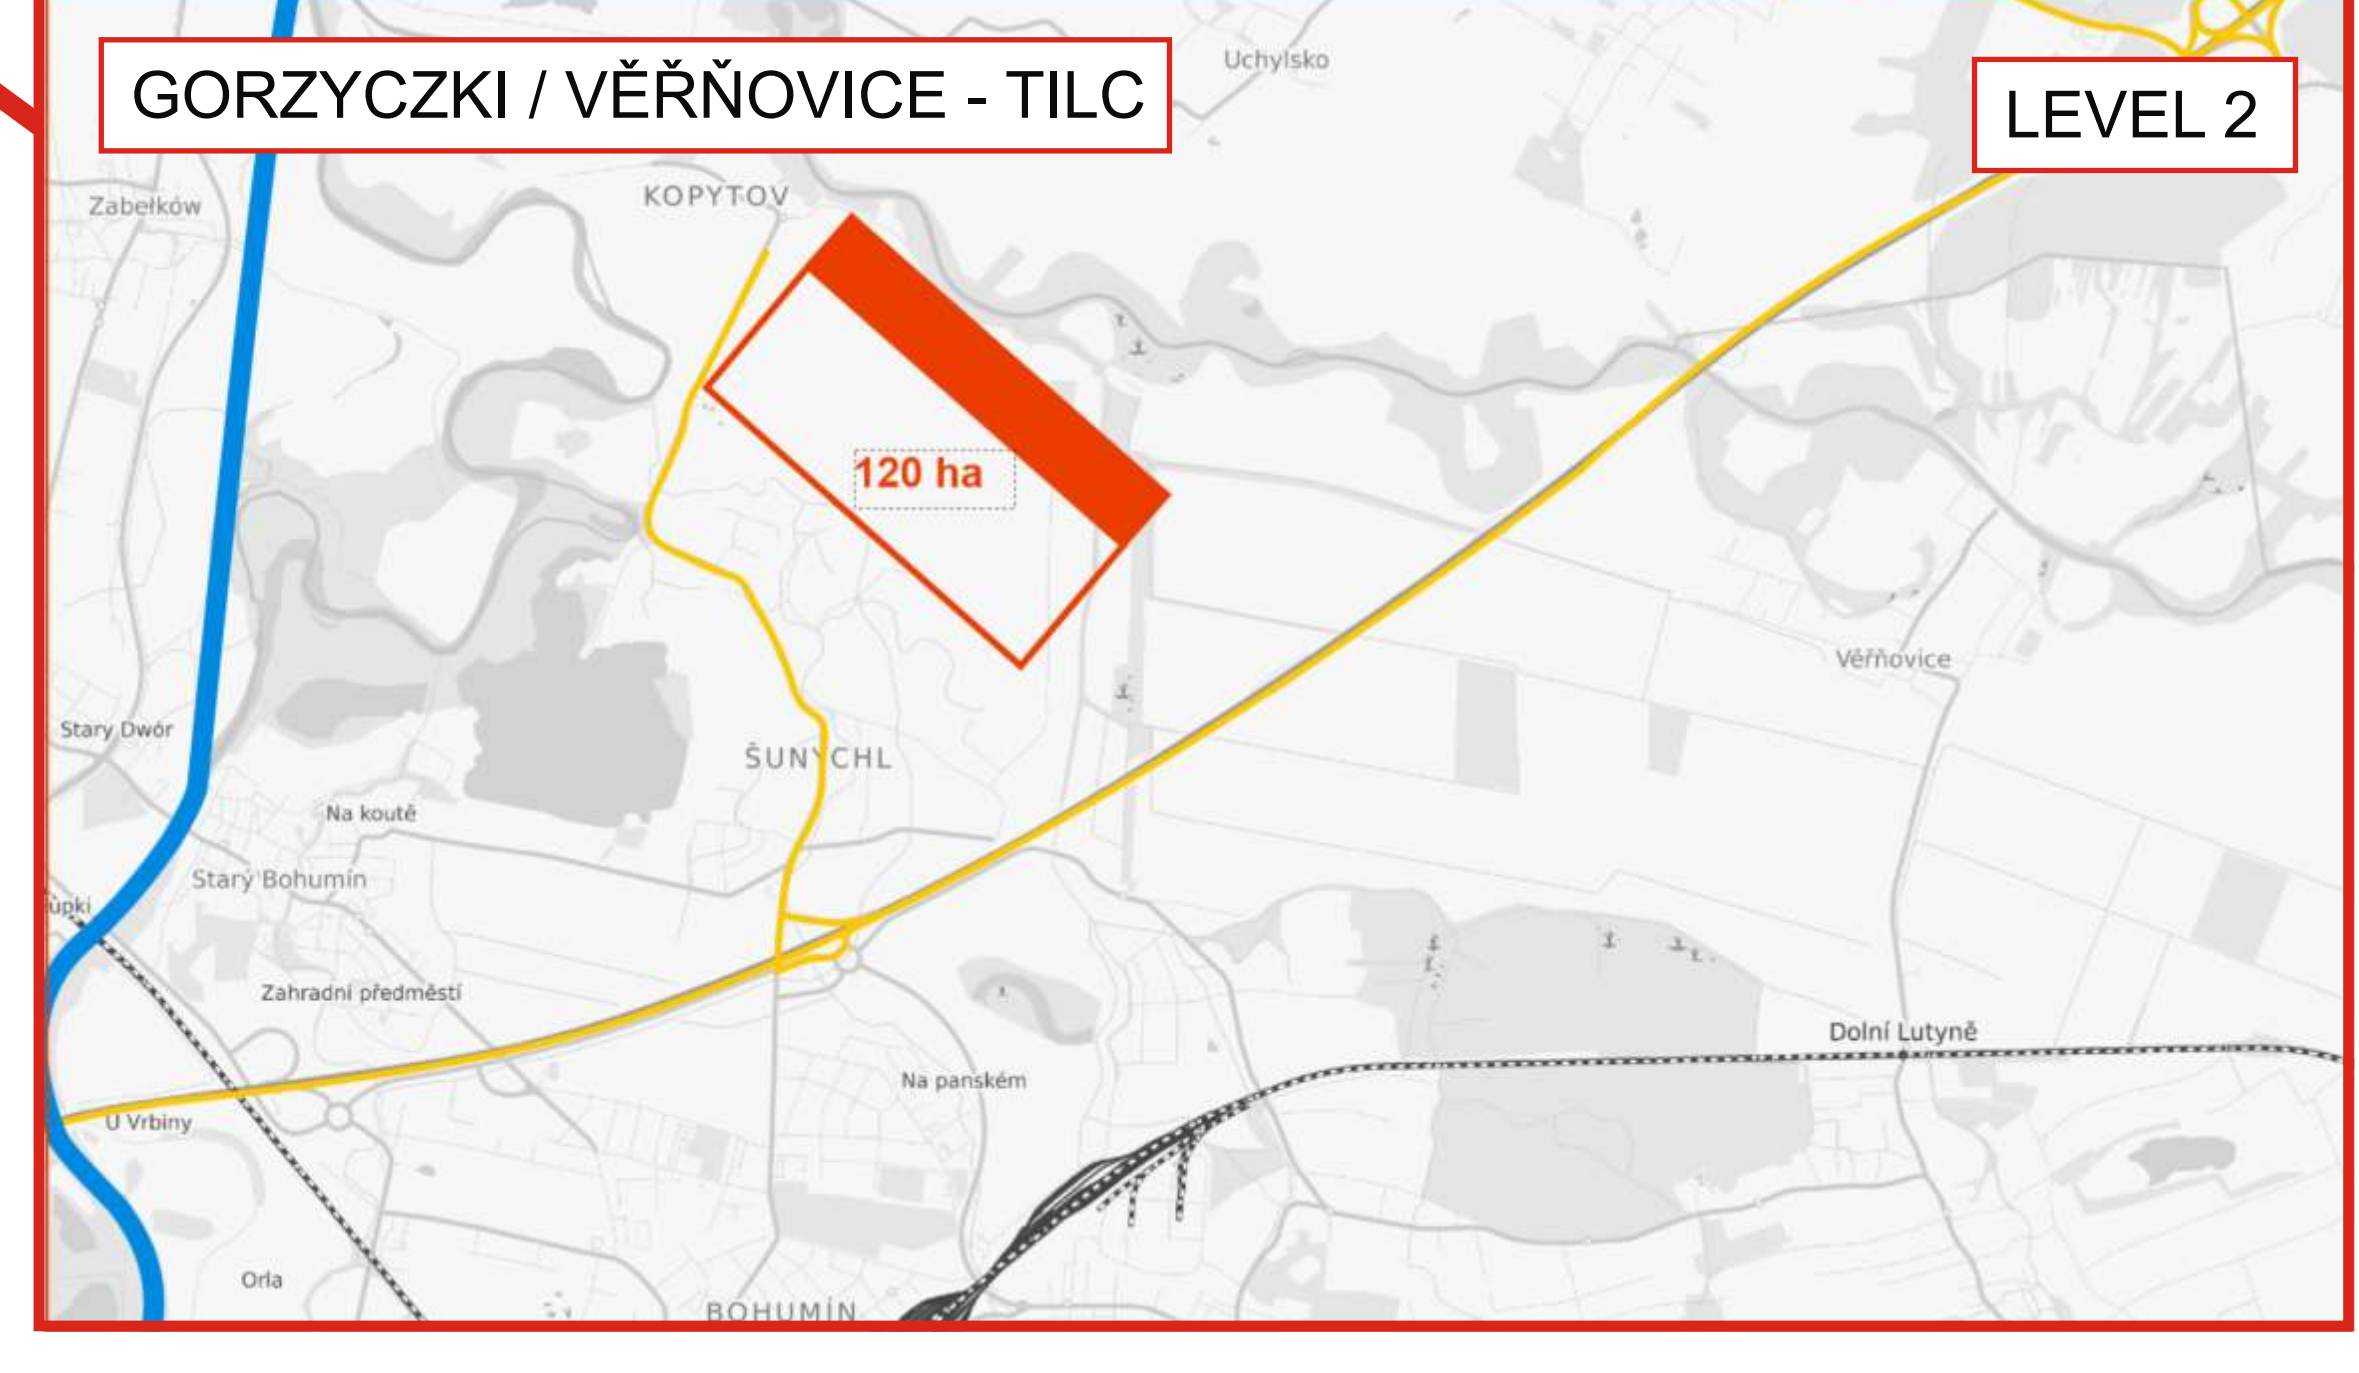 Uchylsko
GORZYCZKI / VĚŘŇOVICE - TILC
LEVEL 2
KOPYTOV
Zabełków
120 ha
Věřňovice
Stary Dwór
ŠUNYCHL
Na koutě
Starý Bohumín
Zahradní předměstí
Dolní Lutyně
Na panském
U Vrbiny
Orla
BOHUMÍN